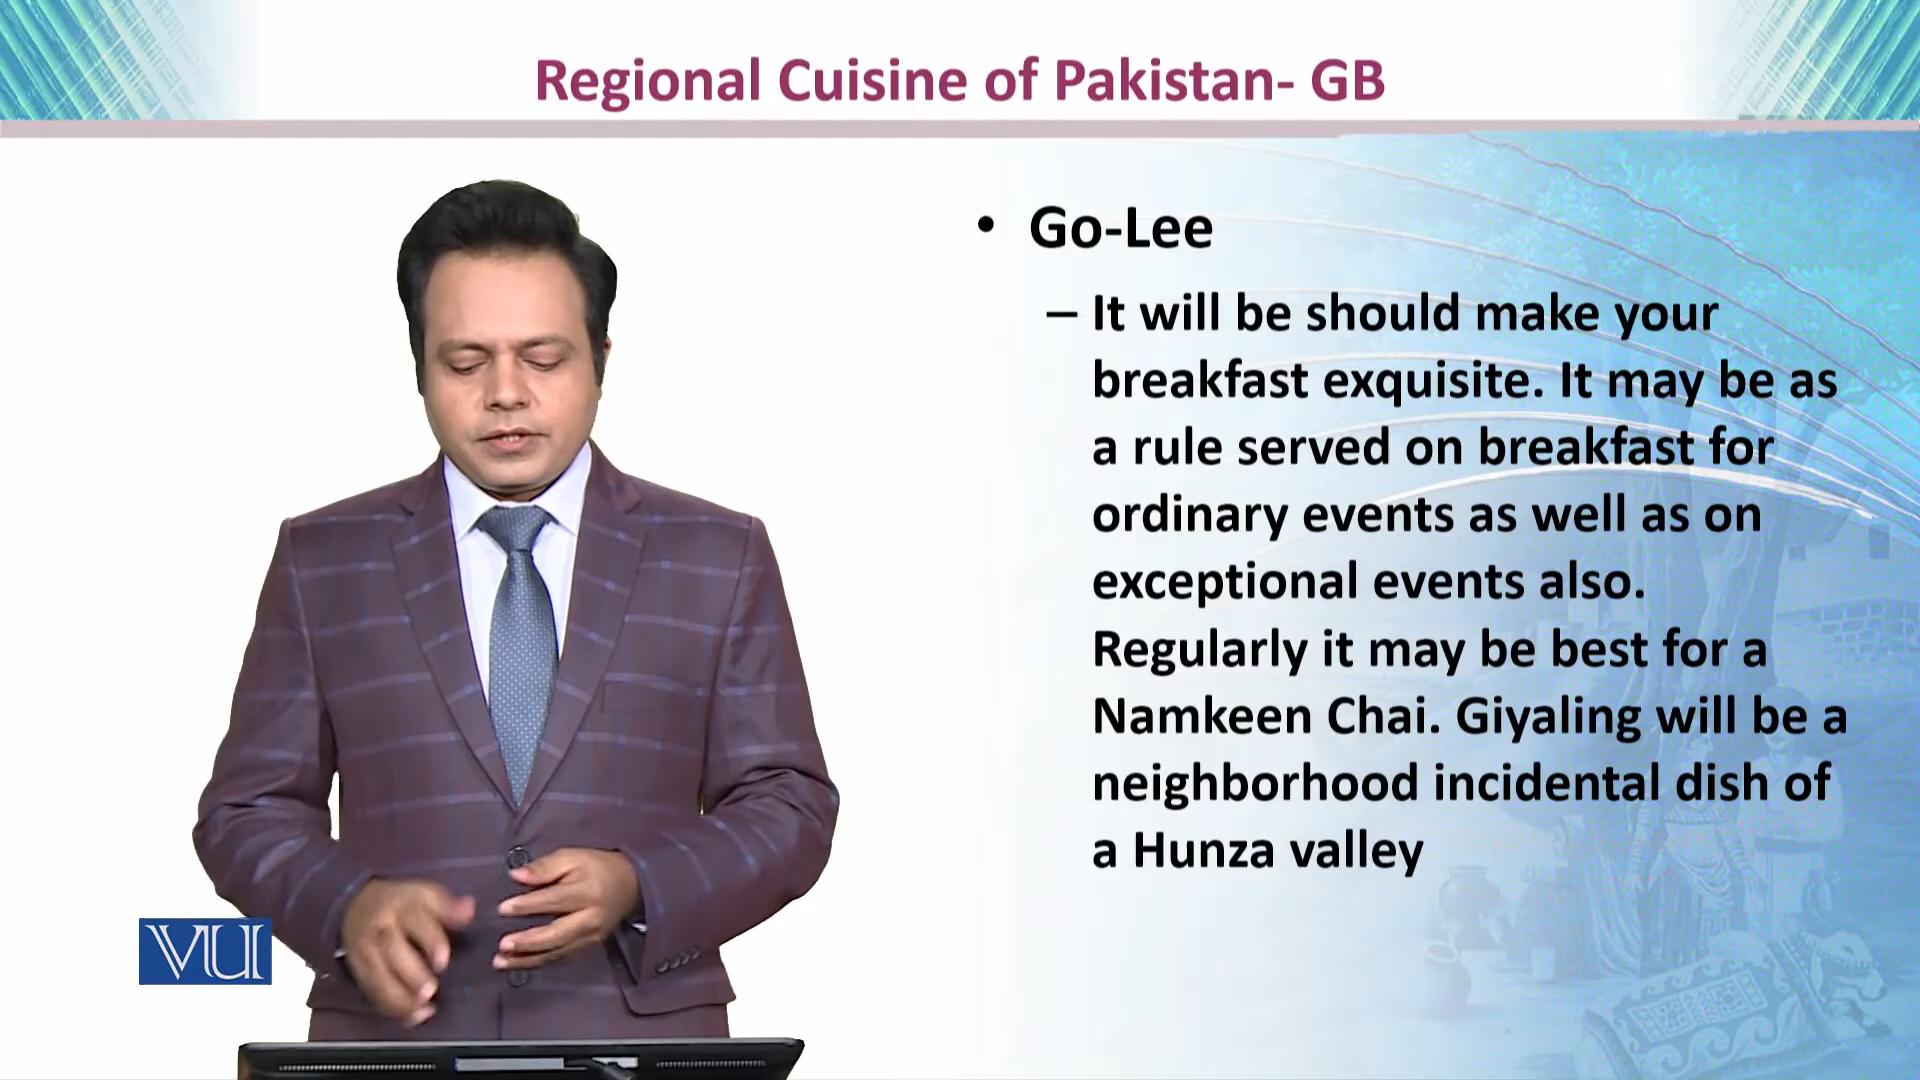 Regional Cuisine of Pakistan- GB
• Go-Lee
– It will be should make your
breakfast exquisite. It may be as
a rule served on breakfast for
ordinary events as well as on
exceptional events also.
Regularly it may be best for a
Namkeen Chai. Giyaling will be a
neighborhood incidental dish of
a Hunza valley
VU